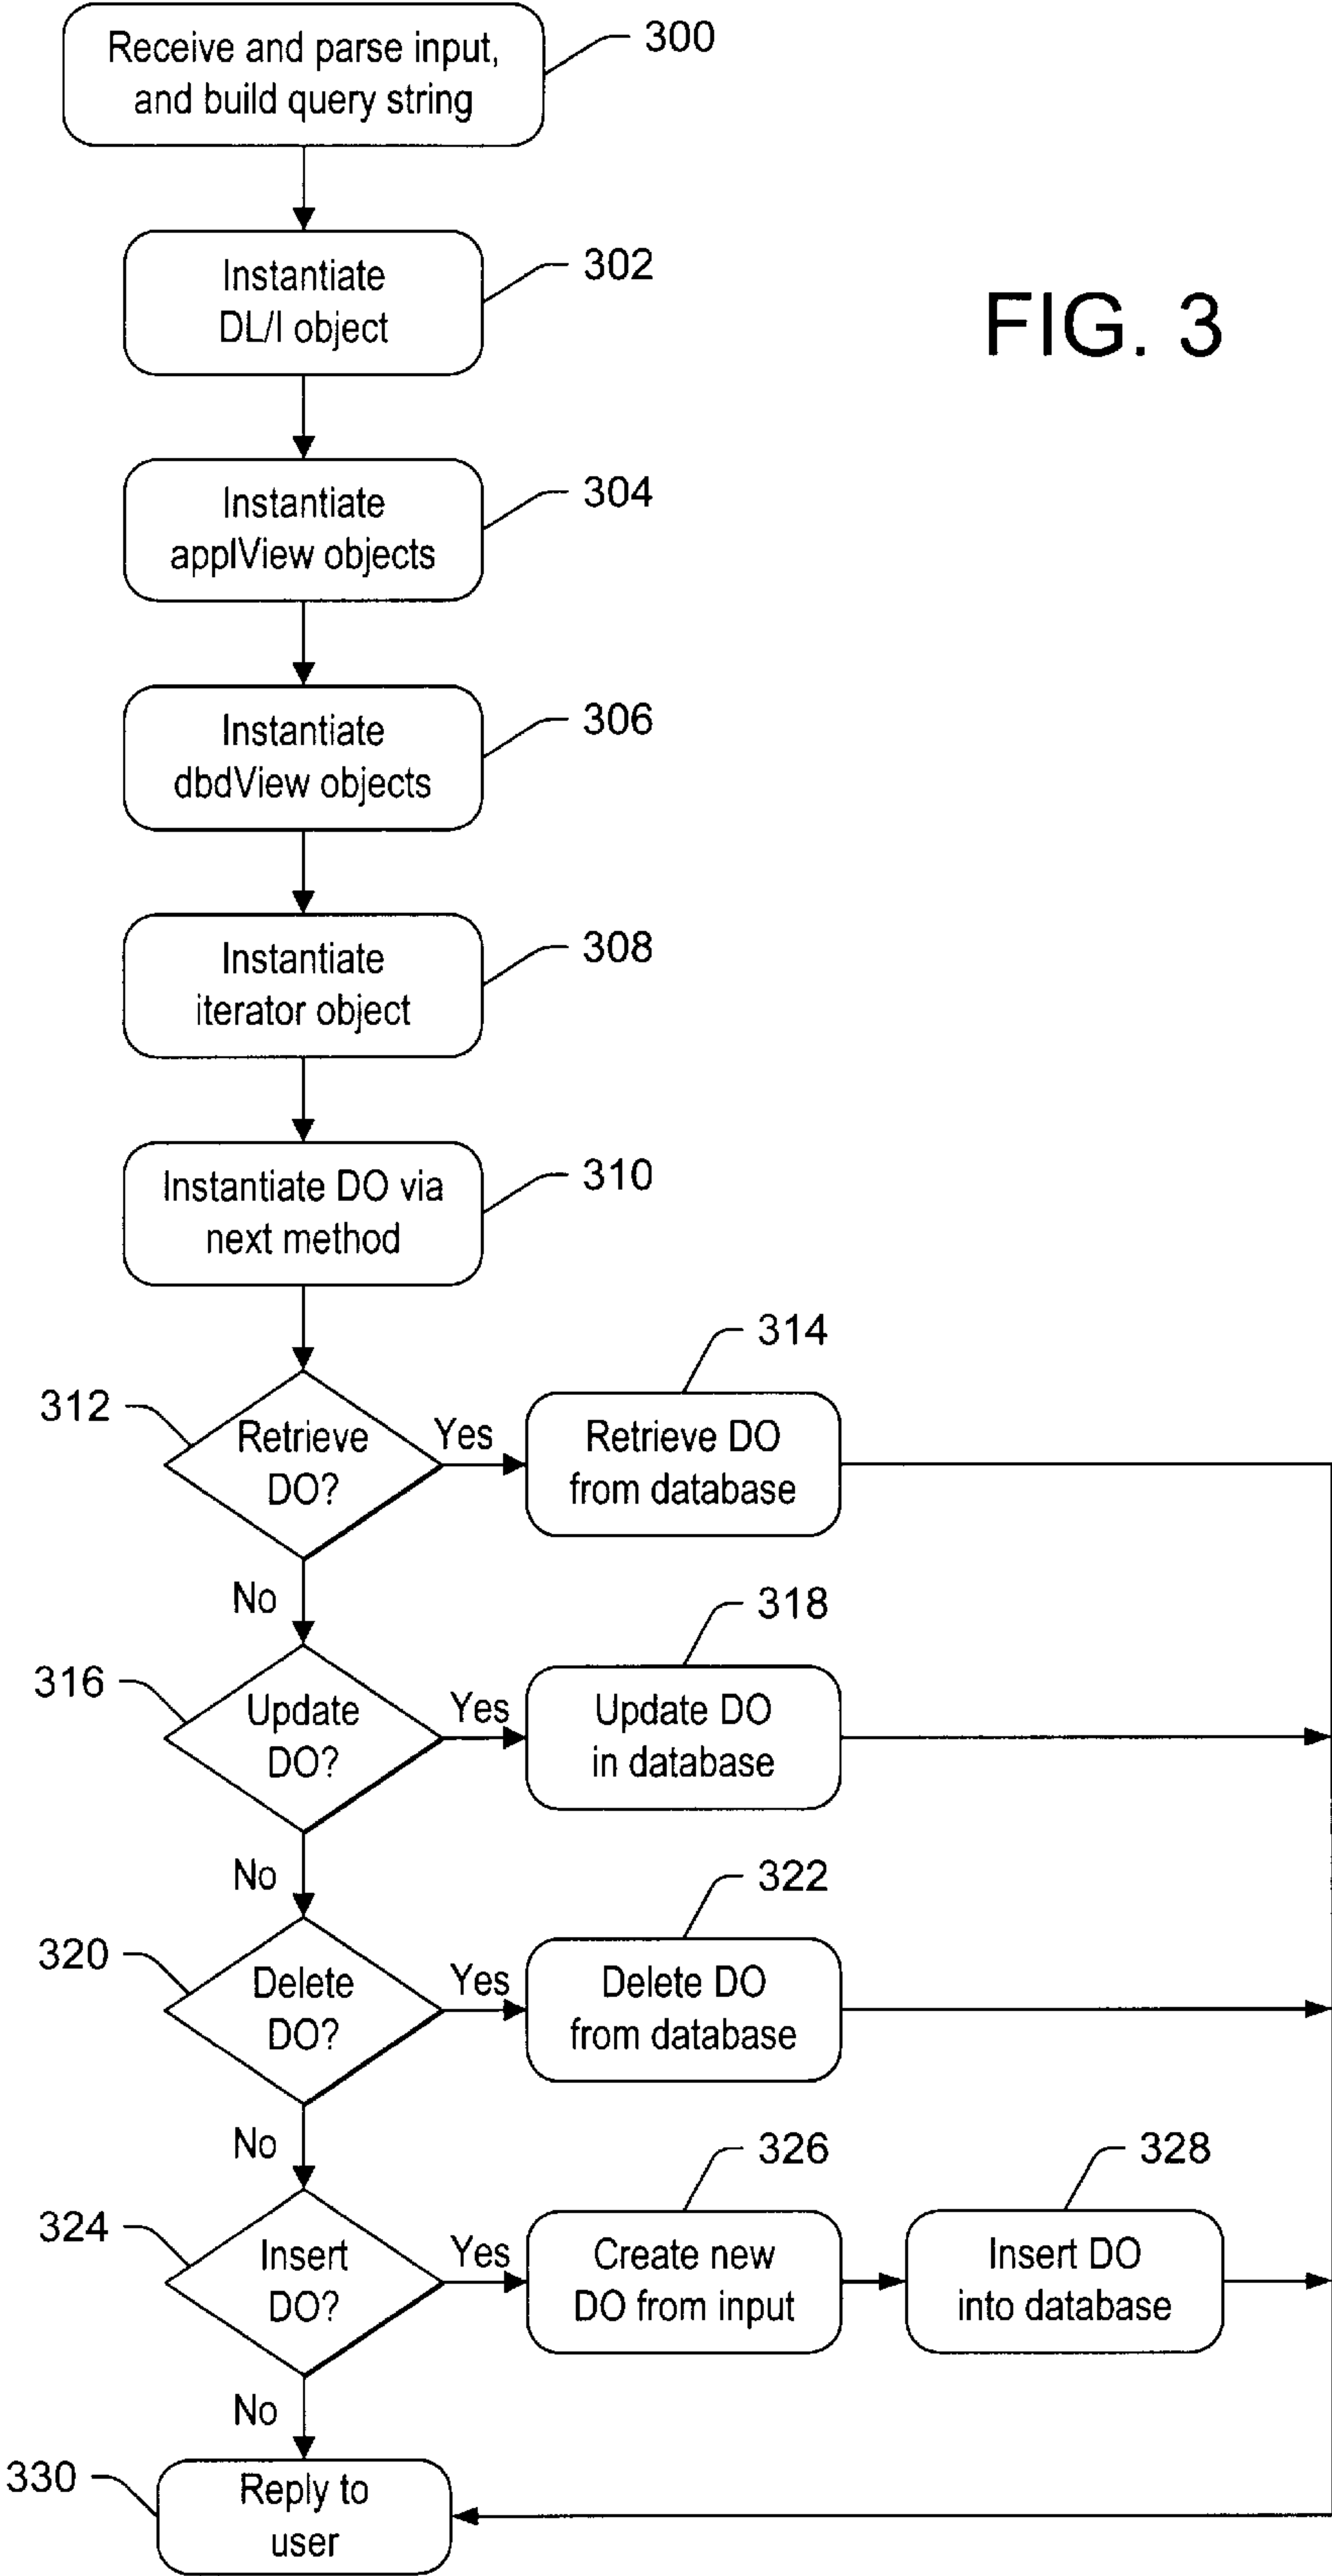 Receive and parse input,
and build query string
300
Instantiate
DL/I object
302
FIG. 3
Instantiate
applView objects
304
Instantiate
dbdView objects
306
Instantiate
iterator object
308
Instantiate DO via
next method
310
312
Retrieve
DO?
Yes
314
Retrieve DO
from database
No
316
Update
DO?
Yes
318
Update DO
in database
No
320
Delete
DO?
Yes
322
Delete DO
from database
No
324
Insert
DO?
Yes
326
Create new
DO from input
328
Insert DO
into database
No
330
Reply to
user